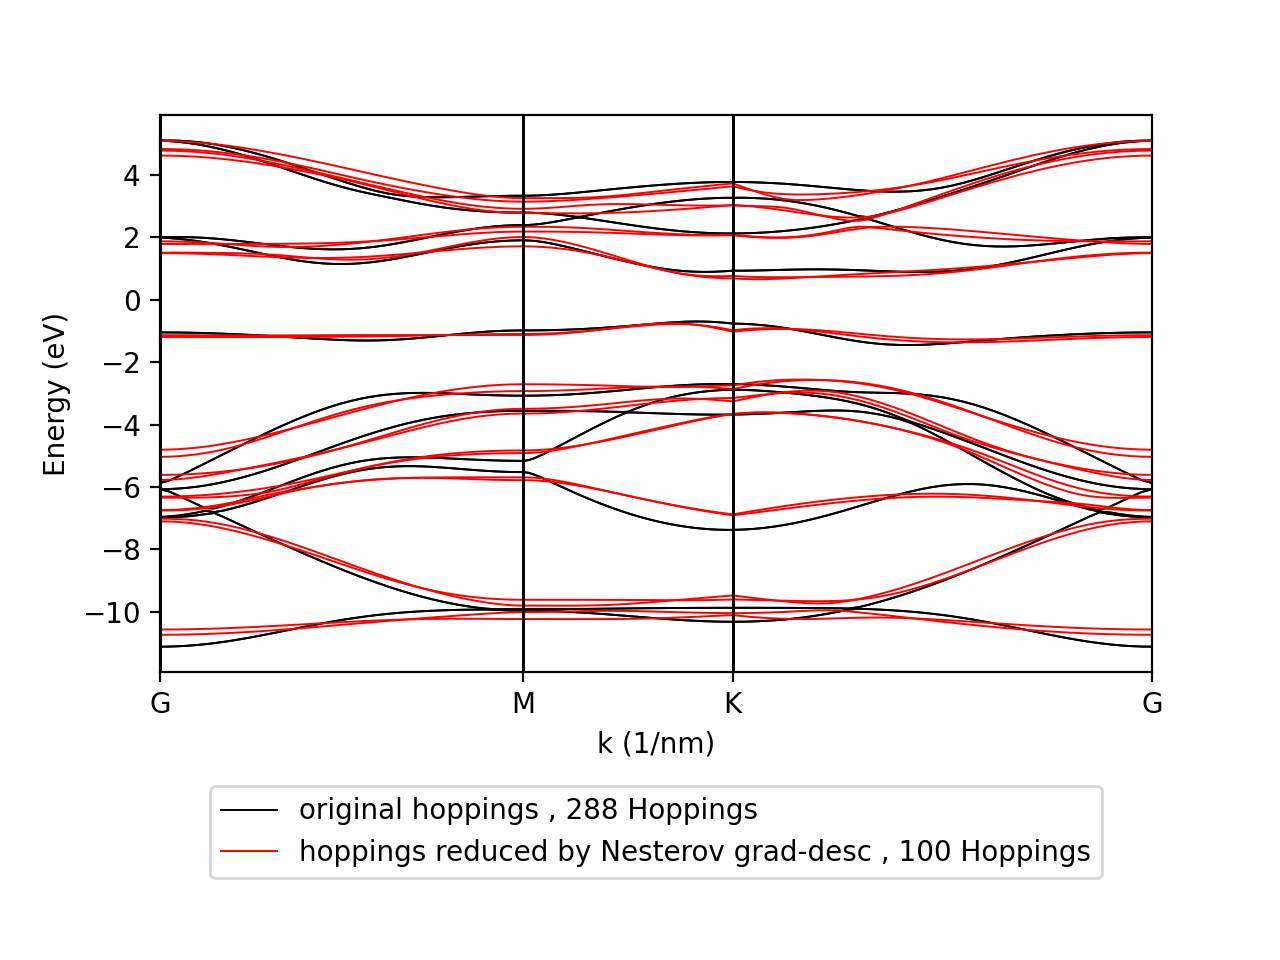 4
2
0
−2
−4
−6
−8
−10
Energy (eV)
G
M
K
G
k (1/nm)
original hoppings , 288 Hoppings
hoppings reduced by Nesterov grad-desc , 100 Hoppings